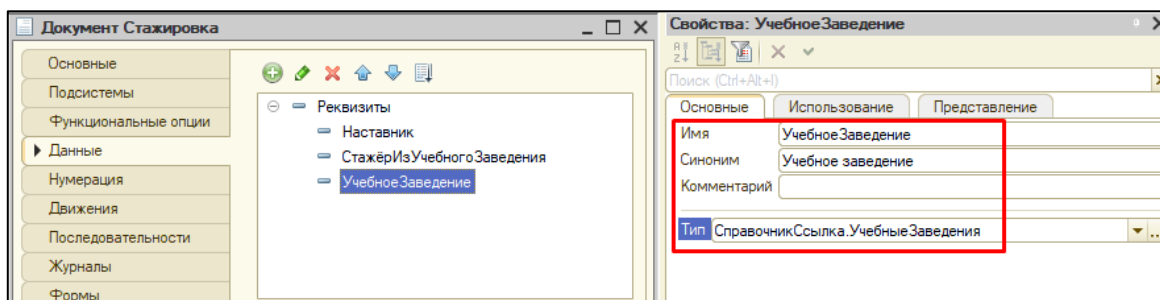 Документ Стажировка
Основные
Подсистемы
Функциональные опции
Данные
Нумерация
Движения
Последовательности
Журналы
Формы
Реквизиты
Наставник
СтажёрИзУчебногоЗаведения
УчебноеЗаведение
Свойства: УчебноеЗаведение
Поиск (Ctrl+Alt+I)
Основные Использование Представление
Имя УчебноеЗаведение
Синоним Учебное заведение
Комментарий
Тип СправочникСсылка.УчебныеЗаведения